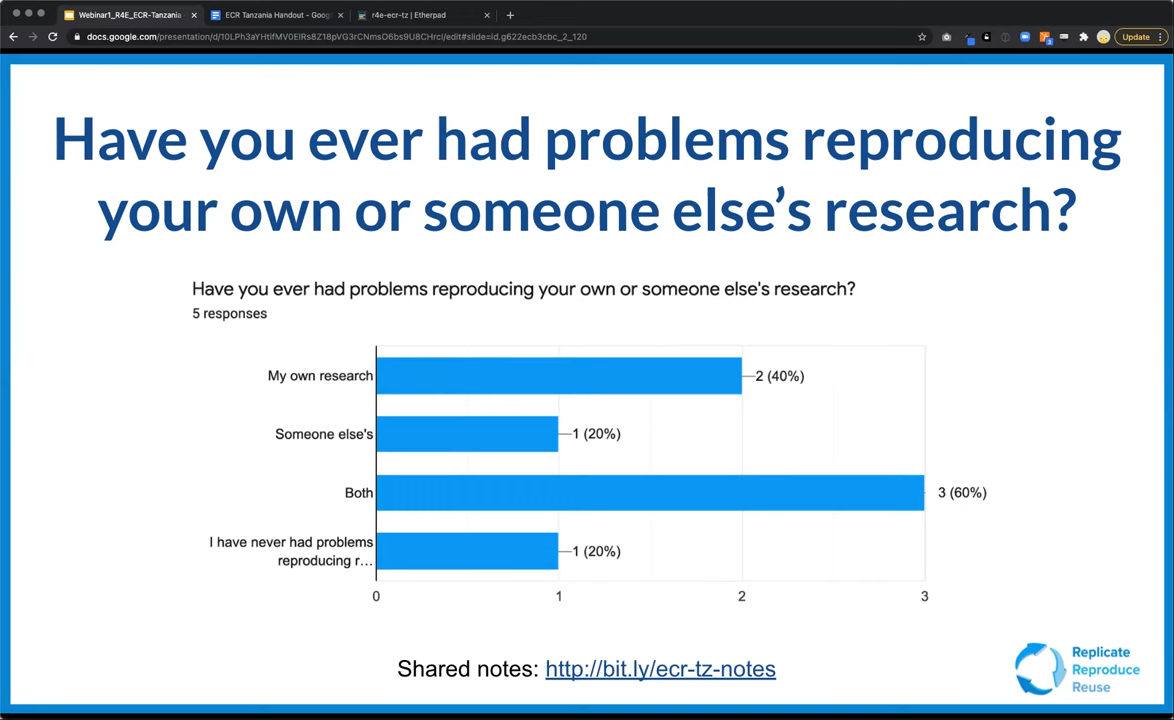 Webinar1_R4E_ECR-Tanzania
ECR Tanzania Handout - Goog
r4e-ecr-tz | Etherpad
docs.google.com/presentation/d/10LPh3aYHtifMV0ElRs8Z18pVG3rCNmsO6bs9U8CHrcI/edit#slide=id.g622ecb3cbc_2_120
Update
Have you ever had problems reproducing
your own or someone else’s research?
Have you ever had problems reproducing your own or someone else's research?
5 responses
My own research
2 (40%)
Someone else's
1 (20%)
Both
3 (60%)
I have never had problems
reproducing r…
1 (20%)
0 1 2 3
Shared notes: http://bit.ly/ecr-tz-notes
Replicate
Reproduce
Reuse